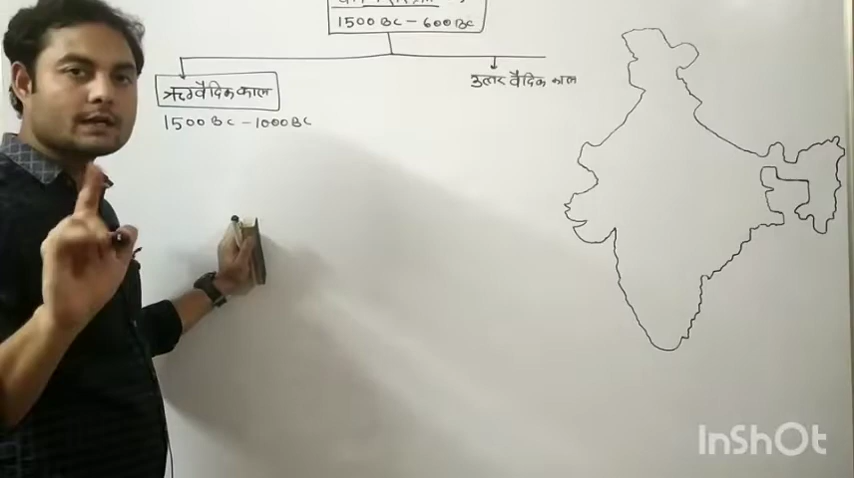 1500 BC - 600 BC
ऋग्वैदिक काल
उत्तर वैदिक काल
1500 BC - 1000 BC
InShOt